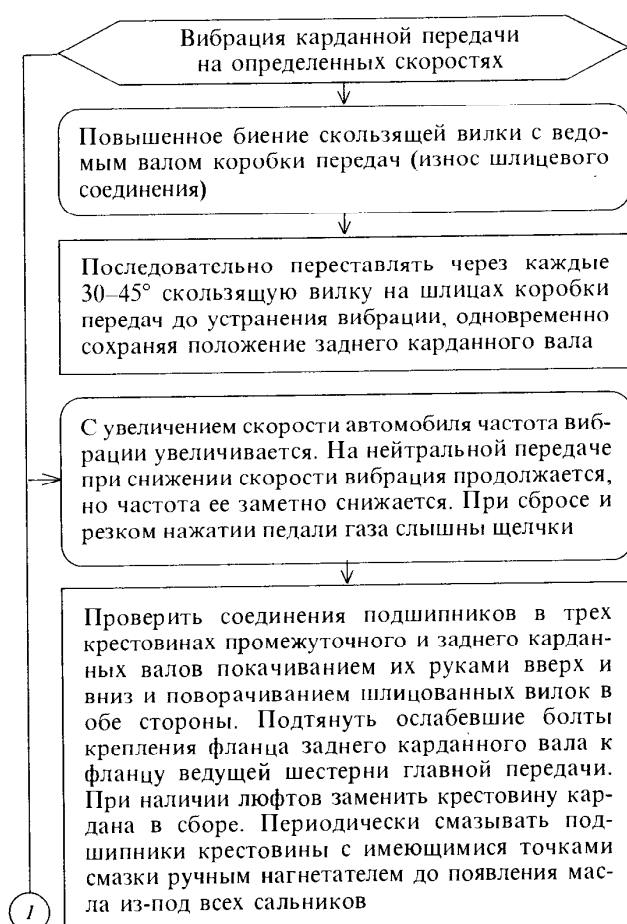 Вибрация карданной передачи
на определенных скоростях
Повышенное биение скользящей вилки с ведо-
мым валом коробки передач (износ шлицевого
соединения)
Последовательно переставлять через каждые
30–45° скользящую вилку на шлицах коробки
передач до устранения вибрации, одновременно
сохраняя положение заднего карданного вала
С увеличением скорости автомобиля частота виб-
рации увеличивается. На нейтральной передаче
при снижении скорости вибрация продолжается,
но частота ее заметно снижается. При сбросе и
резком нажатии педали газа слышны щелчки
Проверить соединения подшипников в трех
крестовинах промежуточного и заднего кардан-
ных валов покачиванием их руками вверх и
вниз и поворачиванием шлицованных вилок в
обе стороны. Подтянуть ослабевшие болты
крепления фланца заднего карданного вала к
фланцу ведущей шестерни главной передачи.
При наличии люфтов заменить крестовину кар-
дана в сборе. Периодически смазывать под-
шипники крестовины с имеющимися точками
смазки ручным нагнетателем до появления мас-
ла из-под всех сальников
1